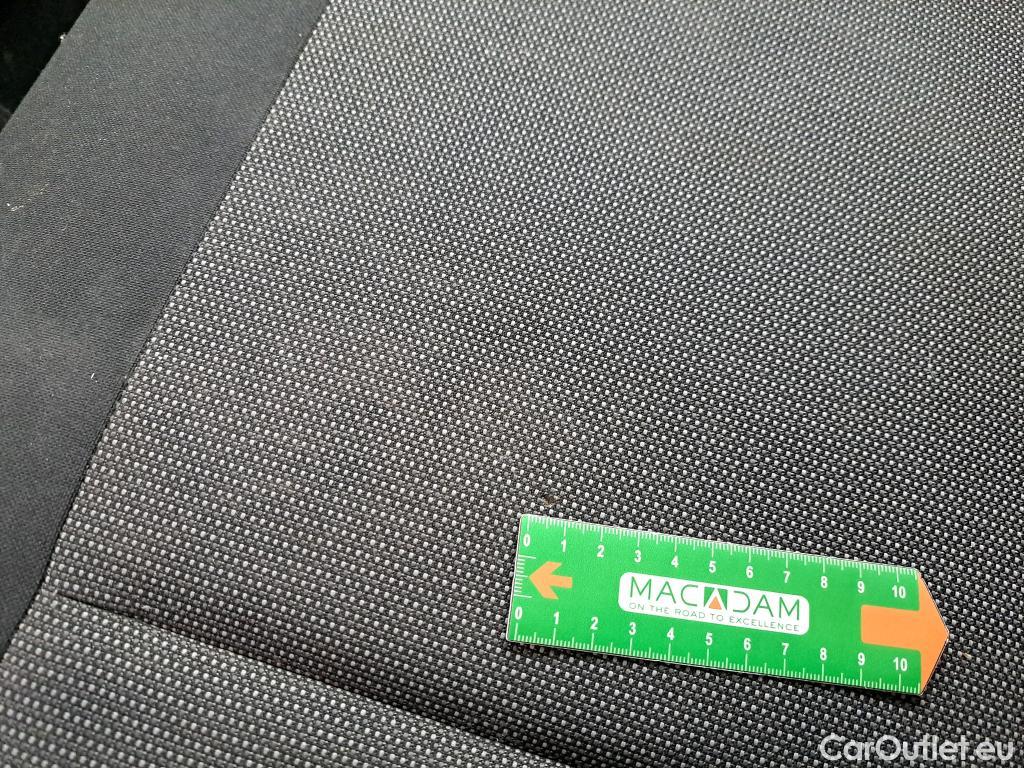 0 1 2 3 4 5 6 7 8 9 10
MACADAM
ON THE ROAD TO EXCELLENCE
0 1 2 3 4 5 6 7 8 9 10
CarOutlet.eu